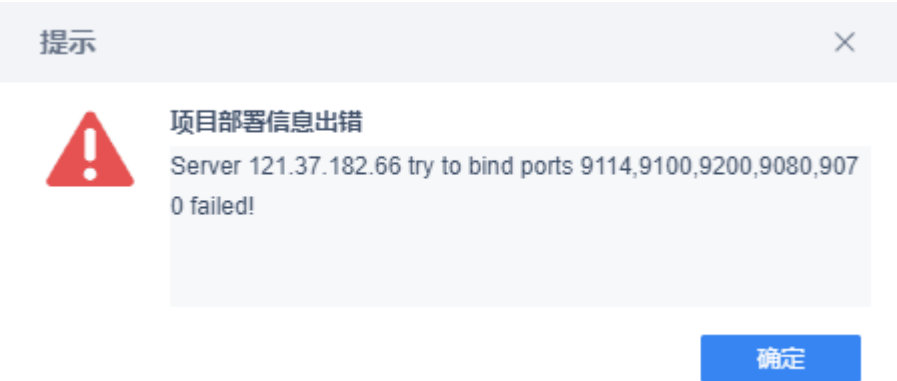 提示
项目部署信息出错
Server 121.37.182.66 try to bind ports 9114,9100,9200,9080,907
0 failed!
确定